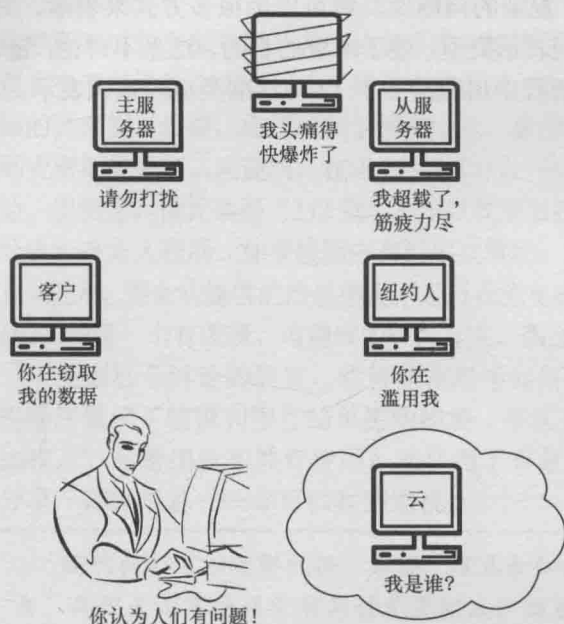 主服
务器
请勿打扰
我头痛得
快爆炸了
从服
务器
我超载了，
筋疲力尽
客户
你在窃取
我的数据
纽约人
你在
滥用我
你认为人们有问题！
云
我是谁？